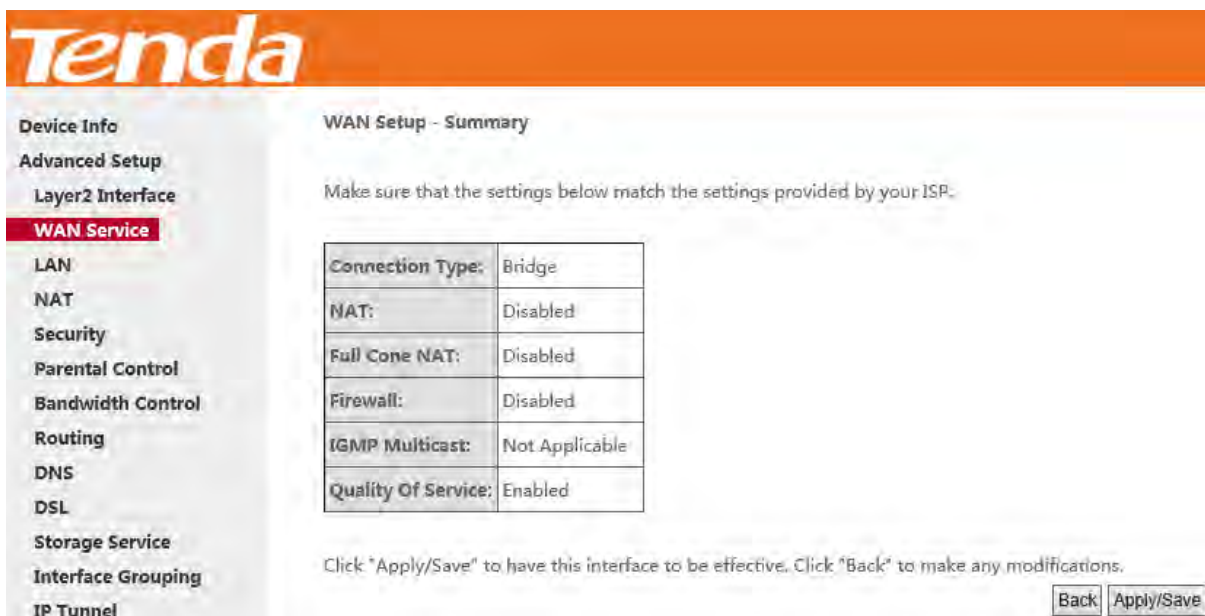 Tenda
Device Info
Advanced Setup
Layer2 Interface
WAN Service
LAN
NAT
Security
Parental Control
Bandwidth Control
Routing
DNS
DSL
Storage Service
Interface Grouping
IP Tunnel
WAN Setup - Summary
Make sure that the settings below match the settings provided by your ISP.
Connection Type: Bridge
NAT: Disabled
Full Cone NAT: Disabled
Firewall: Disabled
IGMP Multicast: Not Applicable
Quality Of Service: Enabled
Click "Apply/Save" to have this interface to be effective. Click "Back" to make any modifications.
Back Apply/Save